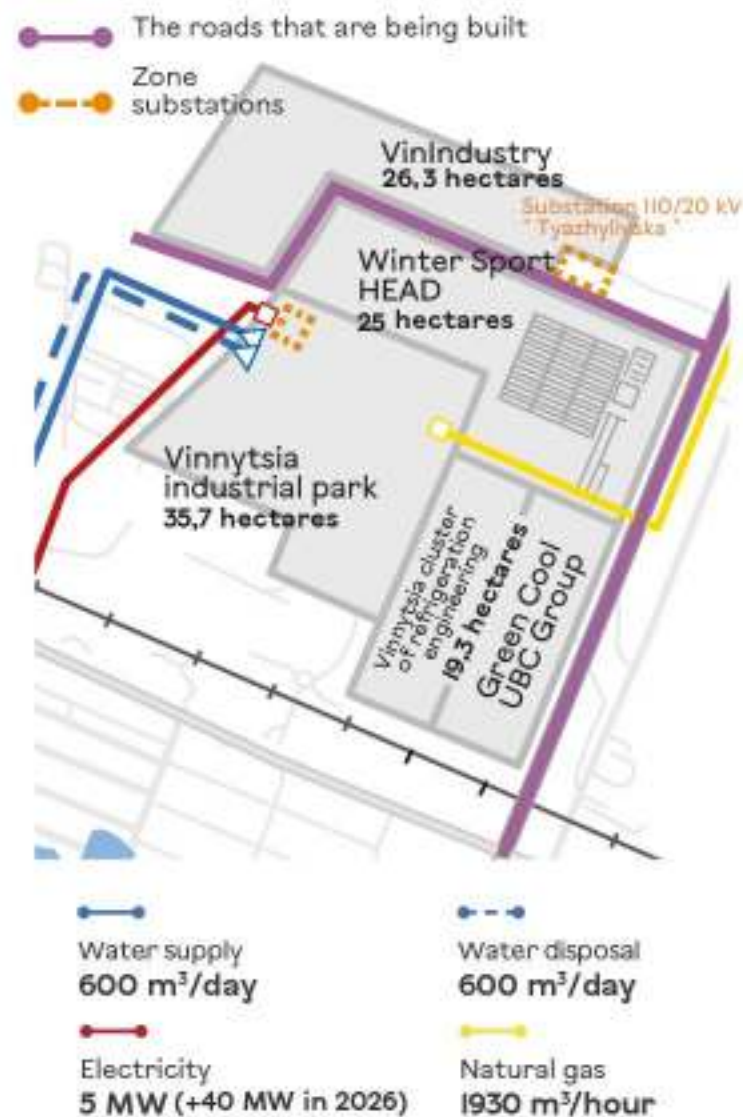 The roads that are being built
Zone
substations
VinIndustry
26,3 hectares
Substation 110/20 kV
"Tyazhylivska"
Winter Sport
HEAD
25 hectares
Vinnytsia
industrial park
35,7 hectares
Vinnytsia cluster
of refrigeration
engineering
19.3 hectares
Green Cool
UBC Group
Water supply
600 m³/day
Water disposal
600 m³/day
Electricity
5 MW (+40 MW in 2026)
Natural gas
1930 m³/hour